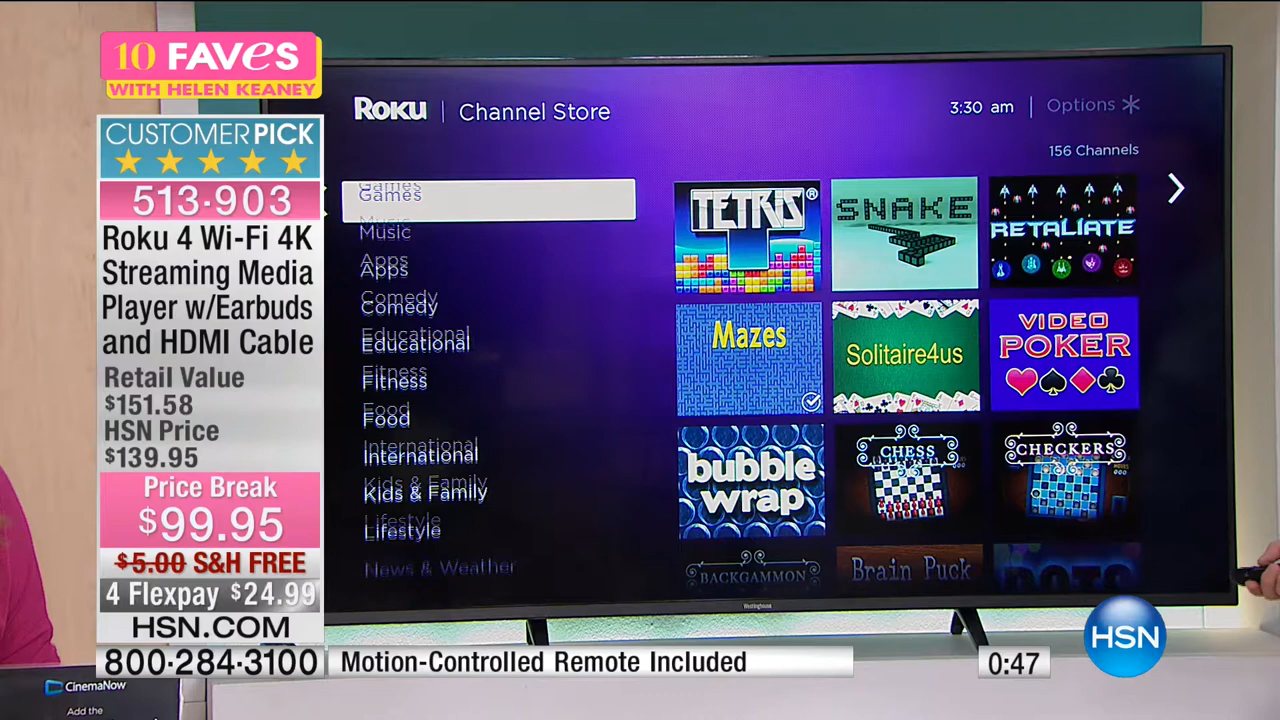 10 FAVES
WITH HELEN KEANEY
CUSTOMER PICK
513-903
Roku 4 Wi-Fi 4K
Streaming Media
Player w/Earbuds
and HDMI Cable
Retail Value
$151.58
HSN Price
$139.95
Price Break
$99.95
$5.00 S&H FREE
4 Flexpay $24.99
HSN.COM
800-284-3100
Motion-Controlled Remote Included
0:47
HSN
ROKU | Channel Store
3:30 am | Options
156 Channels
Games
Music
Apps
Comedy
Educational
Fitness
Food
International
Kids & Family
Lifestyle
News & Weather
TETRIS®
SNAKE
RETALIATE
Mazes
Solitaire4us
VIDEO
POKER
bubble
wrap
CHESS
CHECKERS
BACKGAMMON
Brain Puck
DOTS
Westinghouse
CinemaNow
Add the